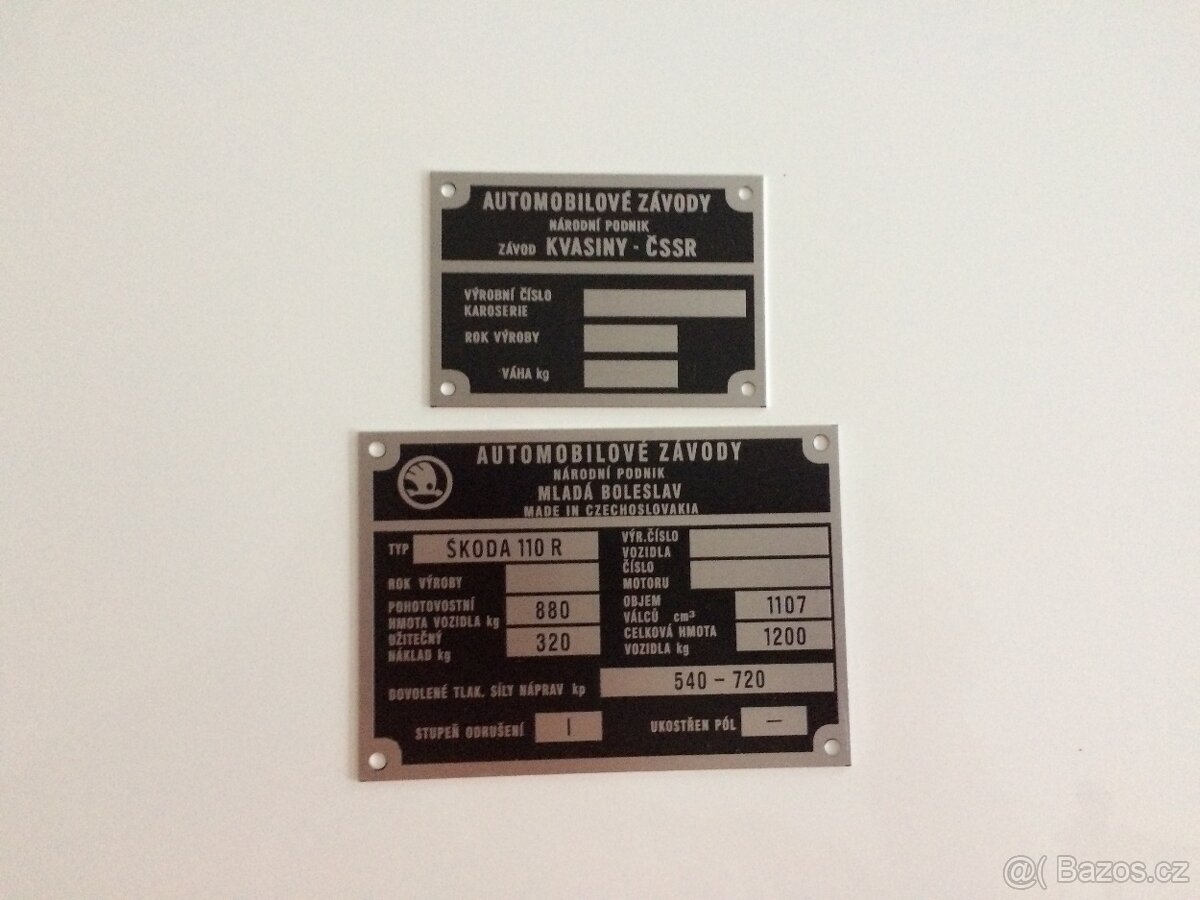 AUTOMOBILOVÉ ZÁVODY
NÁRODNÍ PODNIK
ZÁVOD KVASINY - ČSSR
VÝROBNÍ ČÍSLO
KAROSERIE
ROK VÝROBY
VÁHA kg
AUTOMOBILOVÉ ZÁVODY
NÁRODNÍ PODNIK
MLADÁ BOLESLAV
MADE IN CZECHOSLOVAKIA
TYP ŠKODA 110 R
VÝR.ČÍSLO
VOZIDLA
ROK VÝROBY
ČÍSLO
MOTORU
POHOTOVOSTNÍ
HMOTA VOZIDLA kg 880
OBJEM
VÁLCŮ cm³ 1107
UŽITEČNÝ
NÁKLAD kg 320
CELKOVÁ HMOTA
VOZIDLA kg 1200
DOVOLENÉ TLAK. SÍLY NÁPRAV kp 540 - 720
STUPEŇ ODRUŠENÍ I UKOSTŘEN PÓL —
@( Bazos.cz